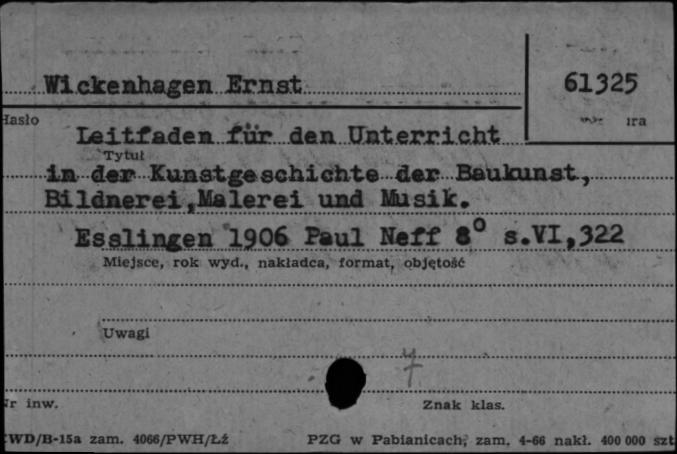 Wickenhagen Ernst
61325
Hasło
Leitfaden für den Unterricht
Tytuł
in der Kunstgeschichte der Baukunst,
Bildnerei,Malerei und Musik.
Esslingen 1906 Paul Neff 8° s.VI,322
Miejsce, rok wyd., nakładca, format, objętość
Uwagi
7
Nr inw.
Znak klas.
WD/B-15a zam. 4066/PWH/Łź
PZG w Pabianicach, zam. 4-66 nakł. 400 000 szt